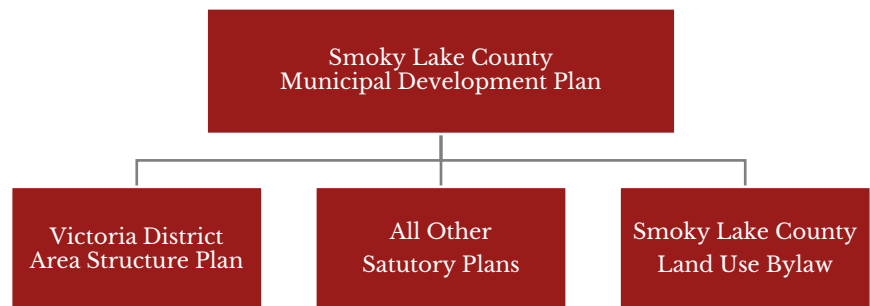 Smoky Lake County
Municipal Development Plan
Victoria District
Area Structure Plan
All Other
Satutory Plans
Smoky Lake County
Land Use Bylaw